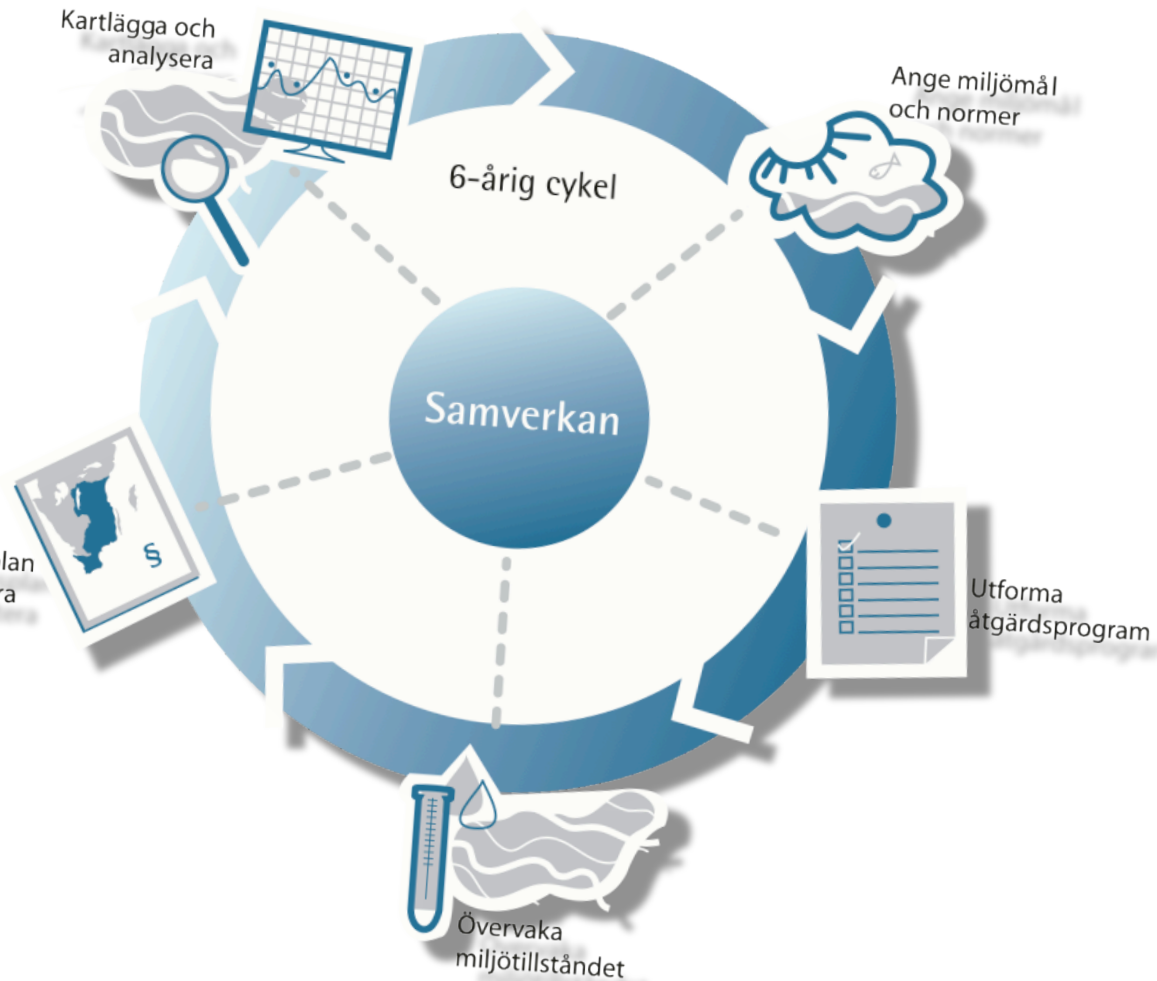 Kartlägga och
analysera
Ange miljömål
och normer
6-årig cykel
Samverkan
§
Utforma
åtgärdsprogram
Övervaka
miljötillståndet